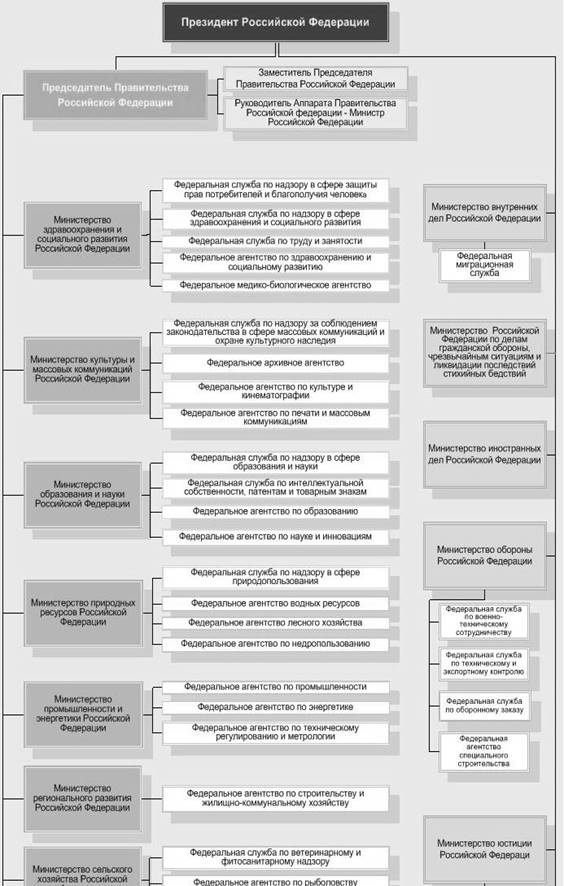 Президент Российской Федерации
Председатель Правительства
Российской Федерации
Заместитель Председателя
Правительства Российской Федерации
Руководитель Аппарата Правительства
Российской федерации - Министр
Российской Федерации
Министерство
здравоохранения и
социального развития
Российской Федерации
Федеральная служба по надзору в сфере защиты
прав потребителей и благополучия человека
Федеральная служба по надзору в сфере
здравоохранения и социального развития
Федеральная служба по труду и занятости
Федеральное агентство по здравоохранению и
социальному развитию
Федеральное медико-биологическое агентство
Министерство культуры и
массовых коммуникаций
Российской Федерации
Федеральная служба по надзору за соблюдением
законодательства в сфере массовых коммуникаций и
охране культурного наследия
Федеральное архивное агентство
Федеральное агентство по культуре и
кинематографии
Федеральное агентство по печати и массовым
коммуникациям
Министерство
образования и науки
Российской Федерации
Федеральная служба по надзору в сфере
образования и науки
Федеральная служба по интеллектуальной
собственности, патентам и товарным знакам
Федеральное агентство по образованию
Федеральное агентство по науке и инновациям
Министерство природных
ресурсов Российской
Федерации
Федеральная служба по надзору в сфере
природопользования
Федеральное агентство водных ресурсов
Федеральное агентство лесного хозяйства
Федеральное агентство по недропользованию
Министерство
промышленности и
энергетики Российской
Федерации
Федеральное агентство по промышленности
Федеральное агентство по энергетике
Федеральное агентство по техническому
регулированию и метрологии
Министерство
регионального развития
Российской Федерации
Федеральное агентство по строительству и
жилищно-коммунальному хозяйству
Министерство сельского
хозяйства Российской
Федеральная служба по ветеринарному и
фитосанитарному надзору
Федеральное агентство по рыболовству
Министерство внутренних
дел Российской Федерации
Федеральная
миграционная
служба
Министерство Российской
Федерации по делам
гражданской обороны,
чрезвычайным ситуациям и
ликвидации последствий
стихийных бедствий
Министерство иностранных
дел Российской Федерации
Министерство обороны
Российской Федерации
Федеральная служба
по военно-
техническому
сотрудничеству
Федеральная служба
по техническому и
экспортному контролю
Федеральная служба
по оборонному заказу
Федеральная
агентство
специального
строительства
Министерство юстиции
Российской Федераци